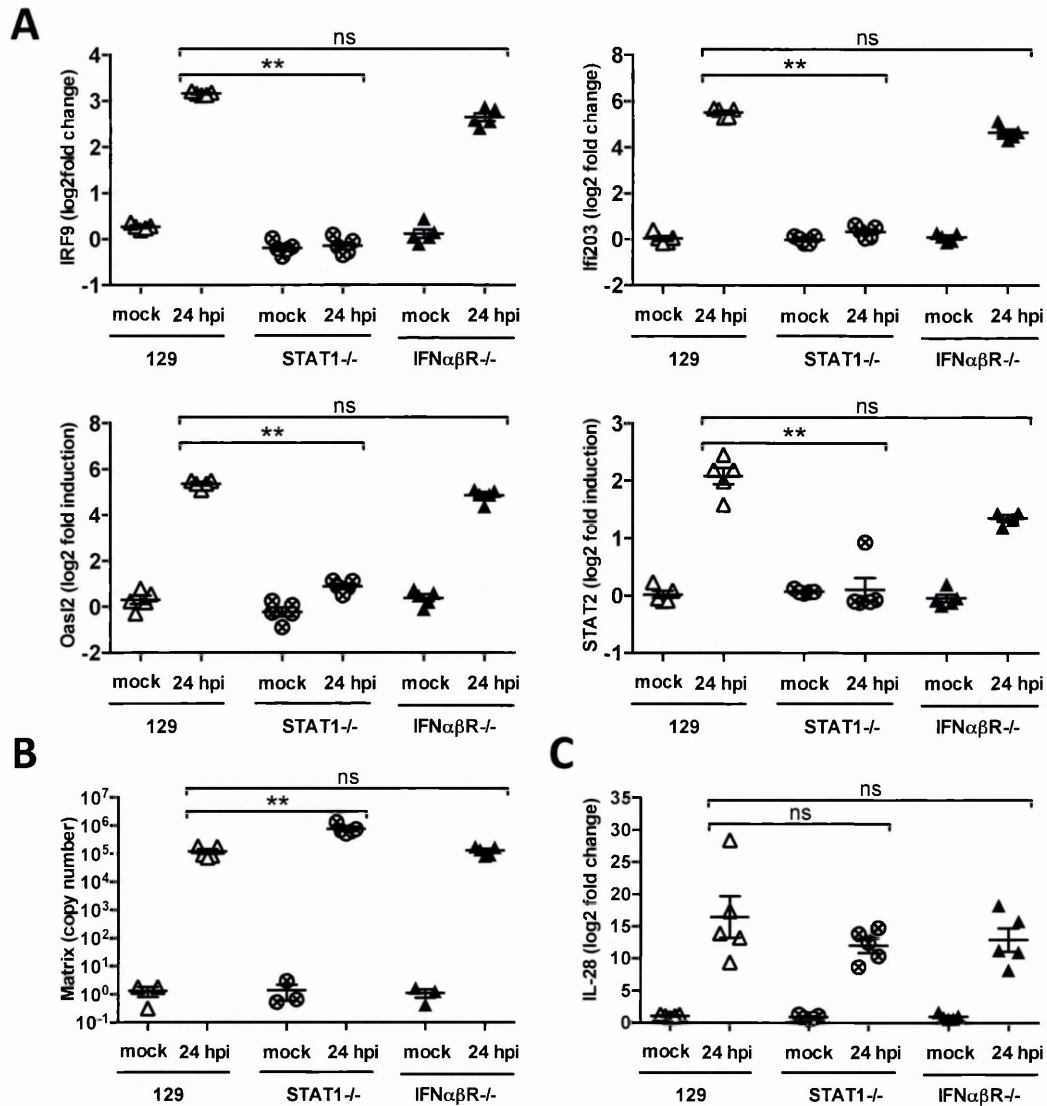 A
ns
**
IRF9 (log2fold change)
4
3
2
1
0
-1
mock 24 hpi mock 24 hpi mock 24 hpi
129 STAT1-/- IFNαβR-/-
ns
**
Ifi203 (log2 fold change)
8
6
4
2
0
-2
mock 24 hpi mock 24 hpi mock 24 hpi
129 STAT1-/- IFNαβR-/-
ns
**
Oasl2 (log2 fold induction)
8
6
4
2
0
-2
mock 24 hpi mock 24 hpi mock 24 hpi
129 STAT1-/- IFNαβR-/-
ns
**
STAT2 (log2 fold induction)
3
2
1
0
-1
mock 24 hpi mock 24 hpi mock 24 hpi
129 STAT1-/- IFNαβR-/-
B
ns
**
Matrix (copy number)
10⁷
10⁶
10⁵
10⁴
10³
10²
10¹
10⁰
10⁻¹
mock 24 hpi mock 24 hpi mock 24 hpi
129 STAT1-/- IFNαβR-/-
C
ns
ns
IL-28 (log2 fold change)
35
30
25
20
15
10
5
0
mock 24 hpi mock 24 hpi mock 24 hpi
129 STAT1-/- IFNαβR-/-